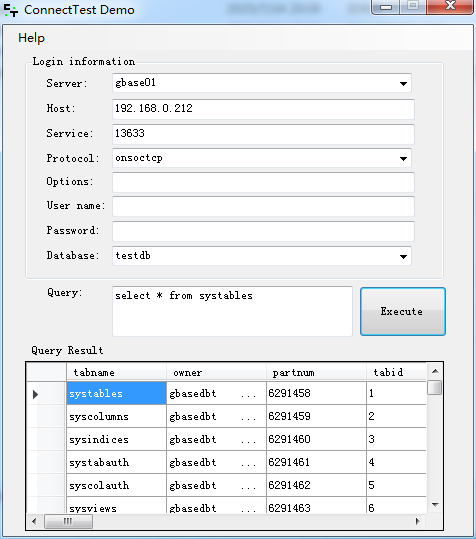 ConnectTest Demo
Help
Login information
Server: gbase01
Host: 192.168.0.212
Service: 13633
Protocol: onsoctcp
Options:
User name:
Password:
Database: testdb
Query: select * from systables
Execute
Query Result
tabname owner partnum tabid
systables gbasedbt ... 6291458 1
syscolumns gbasedbt ... 6291459 2
sysindices gbasedbt ... 6291460 3
systabauth gbasedbt ... 6291461 4
syscolauth gbasedbt ... 6291462 5
sysviews gbasedbt ... 6291463 6